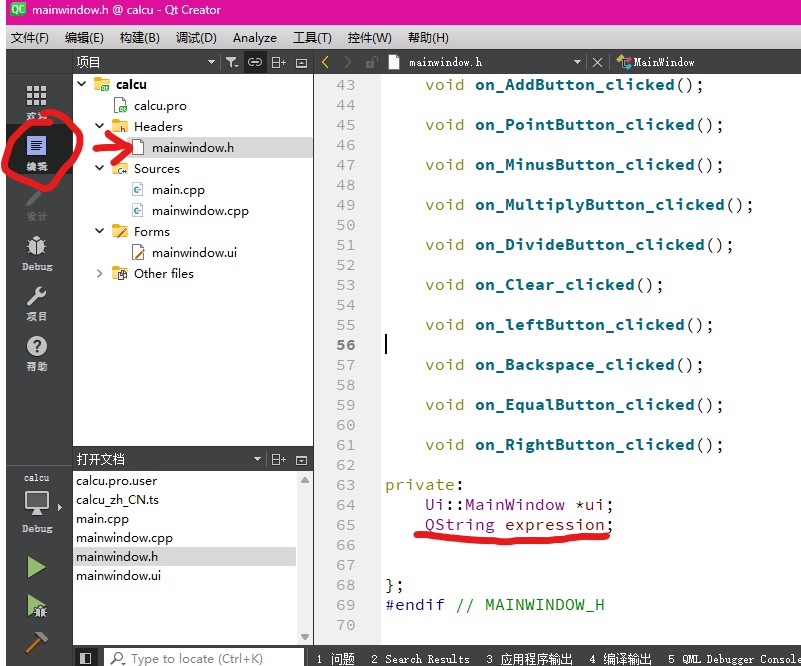 QC mainwindow.h @ calcu - Qt Creator
文件(F) 编辑(E) 构建(B) 调试(D) Analyze 工具(T) 控件(W) 帮助(H)
项目
mainwindow.h
MainWindow
编辑
设计
Debug
项目
帮助
calcu
calcu.pro
Headers
mainwindow.h
Sources
main.cpp
mainwindow.cpp
Forms
mainwindow.ui
Other files
43 void on_AddButton_clicked();
44
45 void on_PointButton_clicked();
46
47 void on_MinusButton_clicked();
48
49 void on_MultiplyButton_clicked();
50
51 void on_DivideButton_clicked();
52
53 void on_Clear_clicked();
54
55 void on_leftButton_clicked();
56
57 void on_Backspace_clicked();
58
59 void on_EqualButton_clicked();
60
61 void on_RightButton_clicked();
62
63 private:
64 Ui::MainWindow *ui;
65 QString expression;
66
67
68 };
69 #endif // MAINWINDOW_H
70
打开文档
calcu.pro.user
calcu_zh_CN.ts
main.cpp
mainwindow.cpp
mainwindow.h
mainwindow.ui
calcu
Debug
Type to locate (Ctrl+K)
1 问题 2 Search Results 3 应用程序输出 4 编译输出 5 QML Debugger Console